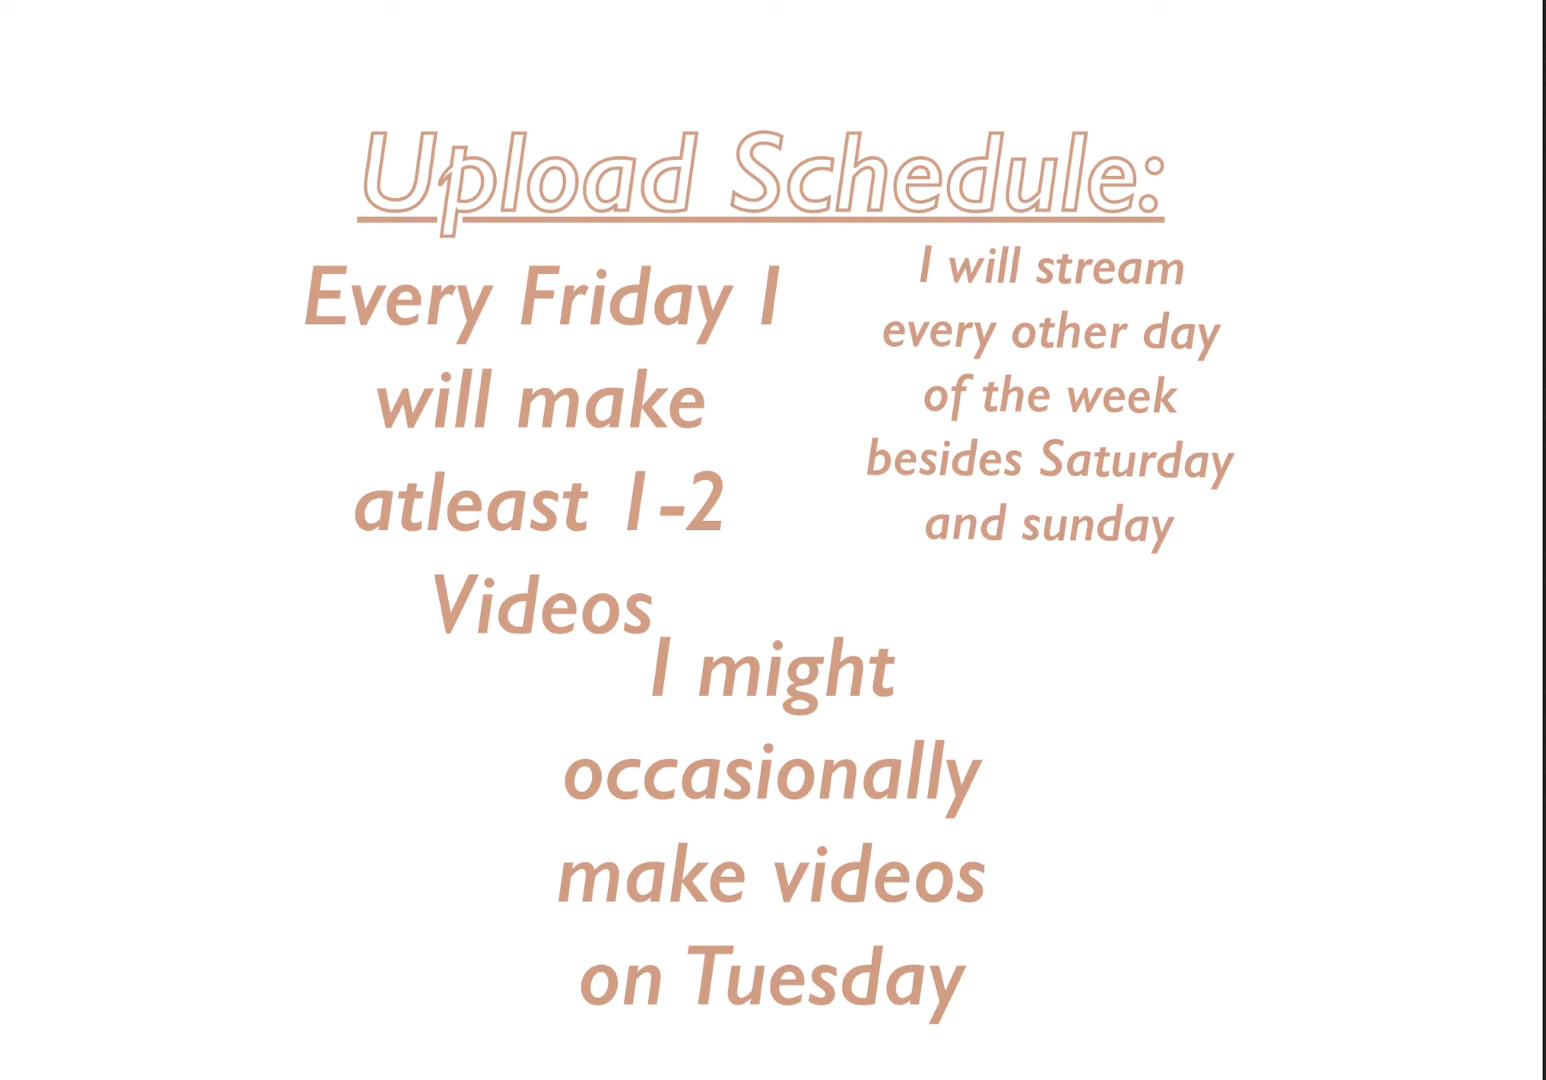 Upload Schedule:
Every Friday I
will make
atleast 1-2
Videos
I will stream
every other day
of the week
besides Saturday
and sunday
I might
occasionally
make videos
on Tuesday